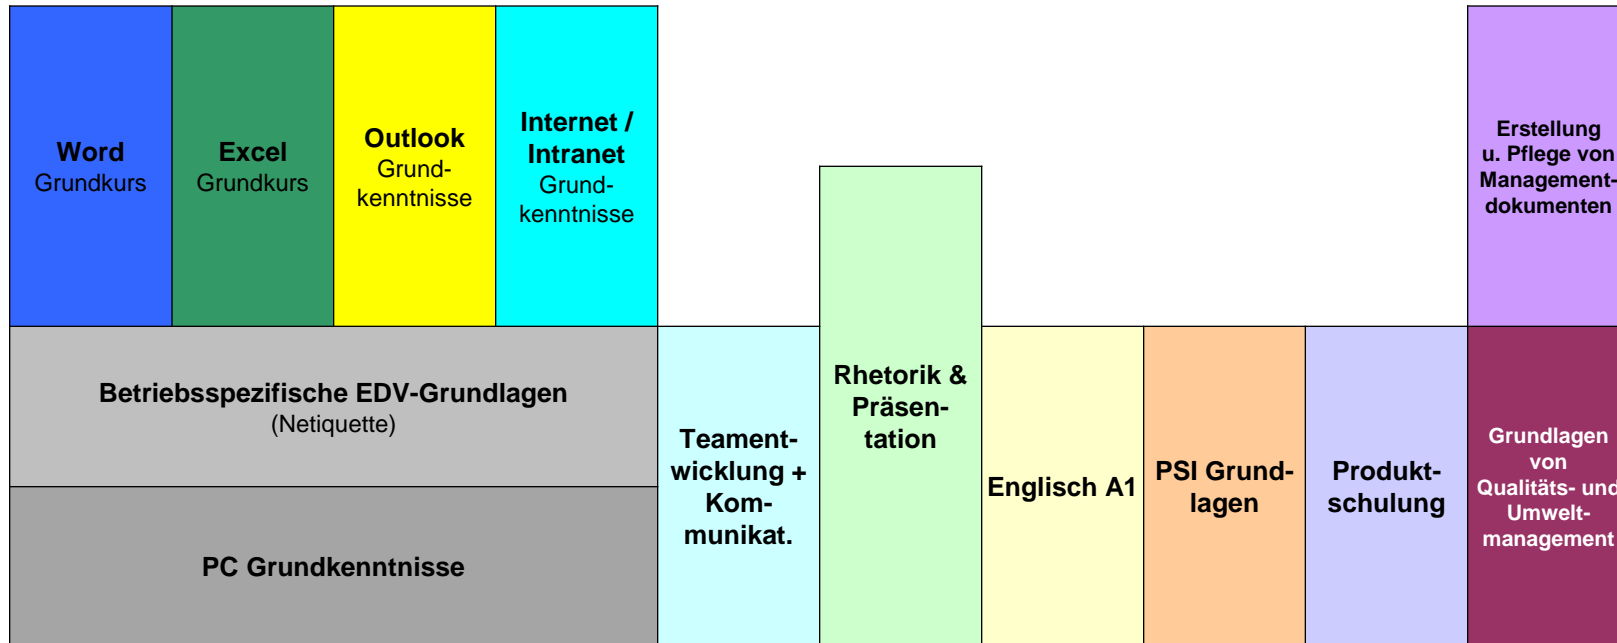 Word
Grundkurs
Excel
Grundkurs
Outlook
Grund-
kenntnisse
Internet /
Intranet
Grund-
kenntnisse
Erstellung
u. Pflege von
Management-
dokumenten
Betriebsspezifische EDV-Grundlagen
(Netiquette)
PC Grundkenntnisse
Teament-
wicklung +
Kom-
munikat.
Rhetorik &
Präsen-
tation
Englisch A1
PSI Grund-
lagen
Produkt-
schulung
Grundlagen
von
Qualitäts- und
Umwelt-
management